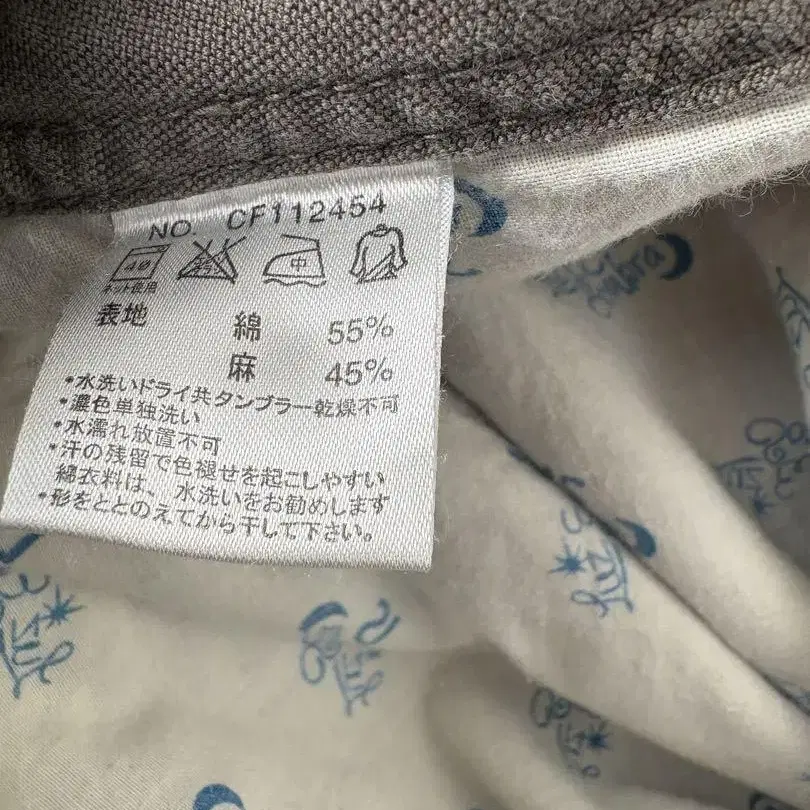 NO. CF112454
40 中
ネット使用
表地 綿 55%
麻 45%
*水洗いドライ共タンブラー乾燥不可
*濃色単独洗い
*水濡れ放置不可
*汗の残留で色褪せを起こしやすい
綿衣料は、水洗いをお勧めします
*形をととのえてから干して下さい。
ombra